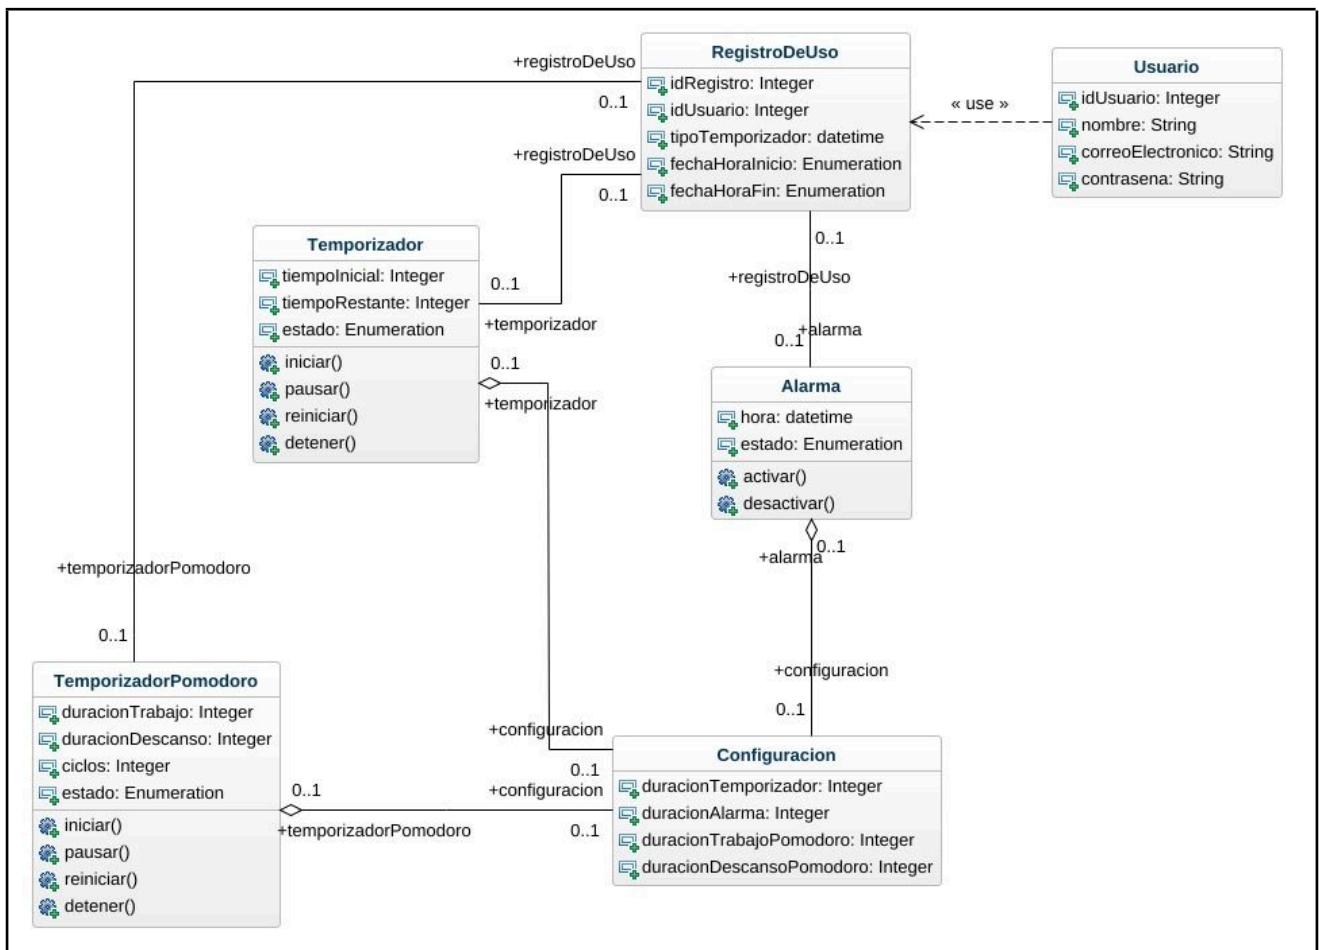 +registroDeUso
0..1
+registroDeUso
0..1
RegistroDeUso
idRegistro: Integer
idUsuario: Integer
tipoTemporizador: datetime
fechaHoraInicio: Enumeration
fechaHoraFin: Enumeration
« use »
Usuario
idUsuario: Integer
nombre: String
correoElectronico: String
contrasena: String
Temporizador
tiempoInicial: Integer
tiempoRestante: Integer
estado: Enumeration
iniciar()
pausar()
reiniciar()
detener()
0..1
+temporizador
0..1
+temporizador
0..1
+registroDeUso
+alarma
0..1
Alarma
hora: datetime
estado: Enumeration
activar()
desactivar()
0..1
+alarma
+temporizadorPomodoro
0..1
+configuracion
0..1
TemporizadorPomodoro
duracionTrabajo: Integer
duracionDescanso: Integer
ciclos: Integer
estado: Enumeration
iniciar()
pausar()
reiniciar()
detener()
0..1
+temporizadorPomodoro
+configuracion
0..1
+configuracion
0..1
Configuracion
duracionTemporizador: Integer
duracionAlarma: Integer
duracionTrabajoPomodoro: Integer
duracionDescansoPomodoro: Integer